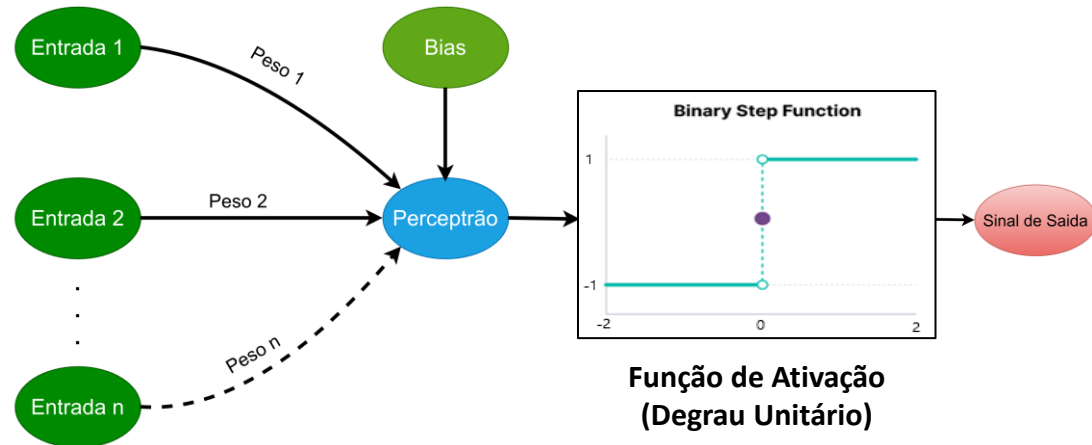 Entrada 1
Peso 1
Bias
Entrada 2
Peso 2
Perceptrão
Binary Step Function
1
-1
-2
0
2
Sinal de Saida
.
.
.
.
Peso n
Entrada n
Função de Ativação
(Degrau Unitário)